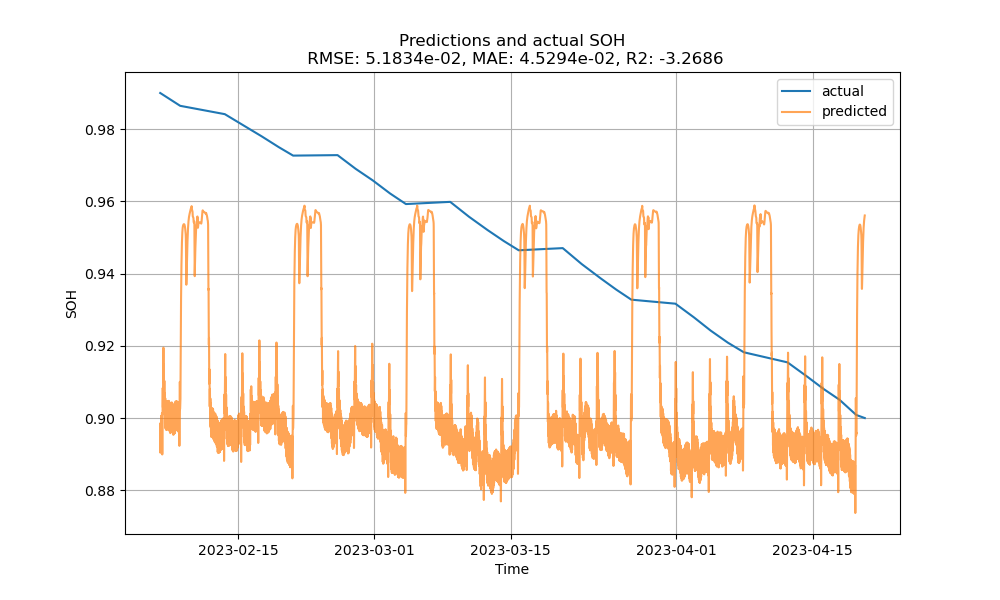 Predictions and actual SOH
RMSE: 5.1834e-02, MAE: 4.5294e-02, R2: -3.2686
actual
predicted
0.98
0.96
0.94
0.92
0.90
0.88
SOH
2023-02-15 2023-03-01 2023-03-15 2023-04-01 2023-04-15
Time